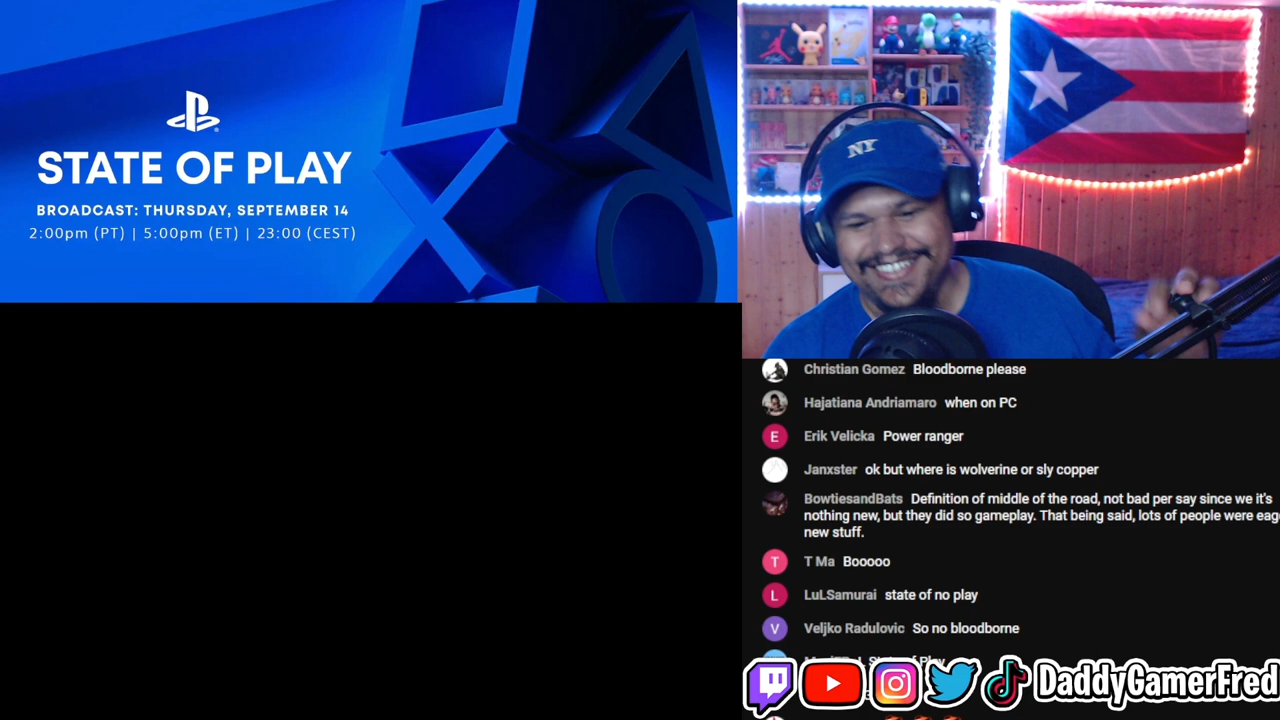 STATE OF PLAY
BROADCAST: THURSDAY, SEPTEMBER 14
2:00pm (PT) | 5:00pm (ET) | 23:00 (CEST)
NY
Christian Gomez Bloodborne please
Hajatiana Andriamaro when on PC
E Erik Velicka Power ranger
Janxster ok but where is wolverine or sly copper
BowtiesandBats Definition of middle of the road, not bad per say since we it's
nothing new, but they did so gameplay. That being said, lots of people were
new stuff.
T T Ma Booooo
L LuLSamurai state of no play
V Veljko Radulovic So no bloodborne
State of Play
DaddyGamerFred